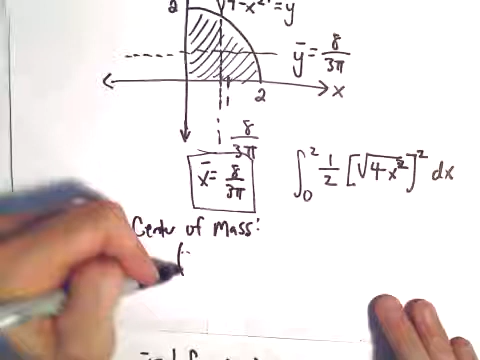 2 √4-x² = y
ȳ = 8/3π
1 2 x
8/3π
x̄ = 8/3π ∫₀² 1/2 [√4-x²]² dx
Center of Mass:
(